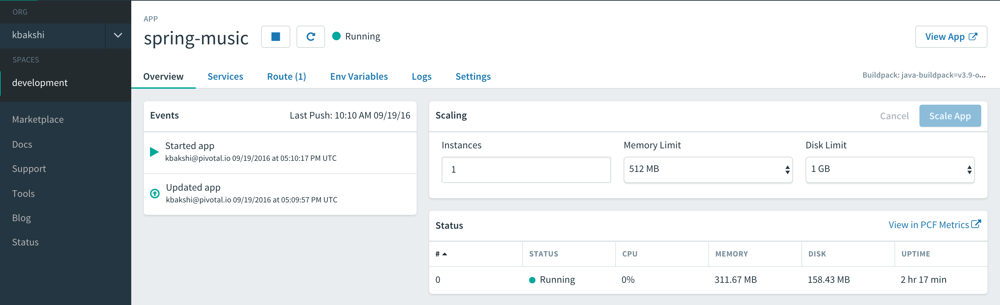 ORG
kbakshi
SPACES
development
Marketplace
Docs
Support
Tools
Blog
Status
APP
spring-music
Running
View App
Overview Services Route (1) Env Variables Logs Settings
Buildpack: java-buildpack=v3.9-o...
Events Last Push: 10:10 AM 09/19/16
Started app
kbakshi@pivotal.io 09/19/2016 at 05:10:17 PM UTC
Updated app
kbakshi@pivotal.io 09/19/2016 at 05:09:57 PM UTC
Scaling Cancel Scale App
Instances Memory Limit Disk Limit
1 512 MB 1 GB
Status View in PCF Metrics
# STATUS CPU MEMORY DISK UPTIME
0 Running 0% 311.67 MB 158.43 MB 2 hr 17 min